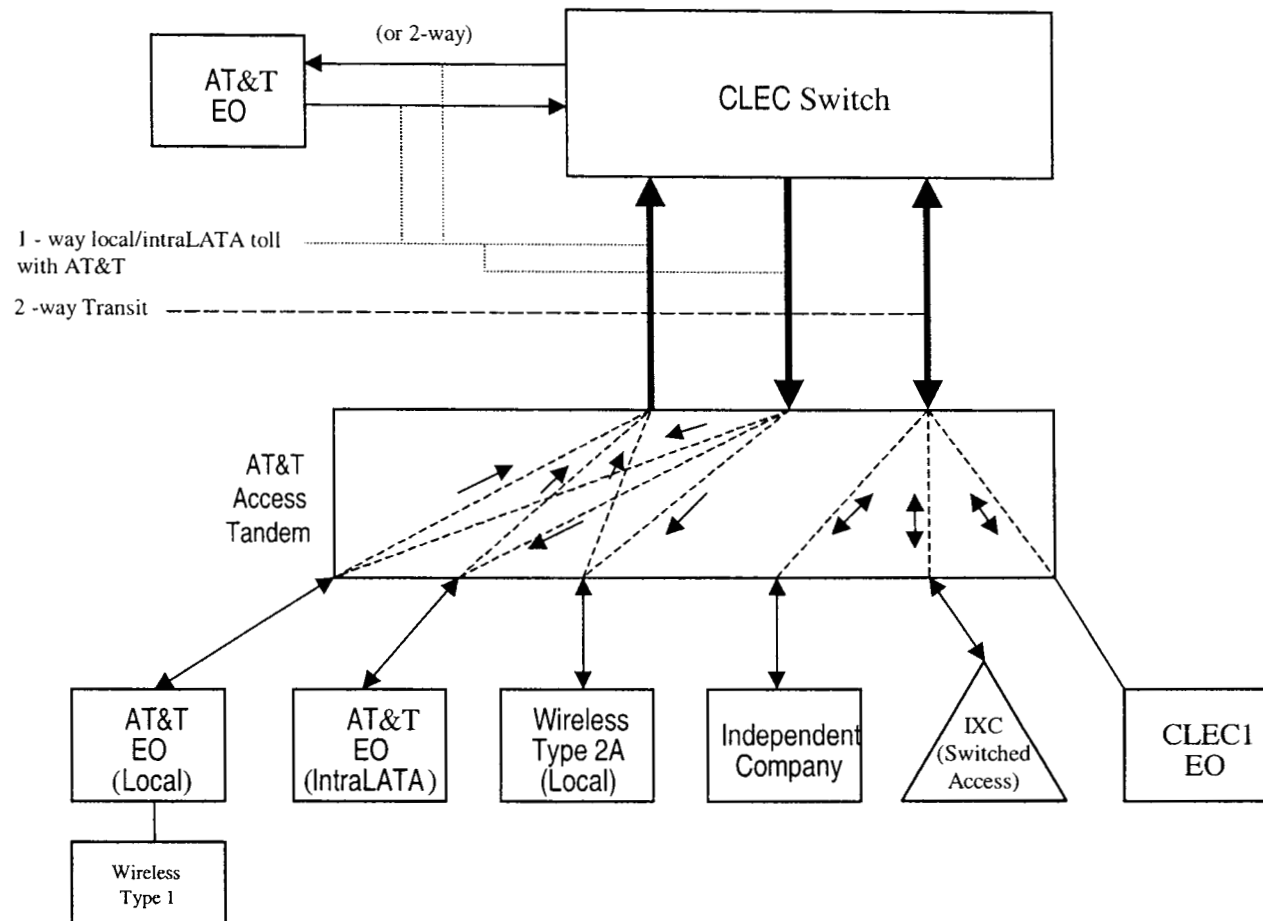 (or 2-way)
AT&T
EO
CLEC Switch
1 - way local/intraLATA toll
with AT&T
2 -way Transit
AT&T
Access
Tandem
AT&T
EO
(Local)
AT&T
EO
(IntraLATA)
Wireless
Type 2A
(Local)
Independent
Company
IXC
(Switched
Access)
CLEC1
EO
Wireless
Type 1